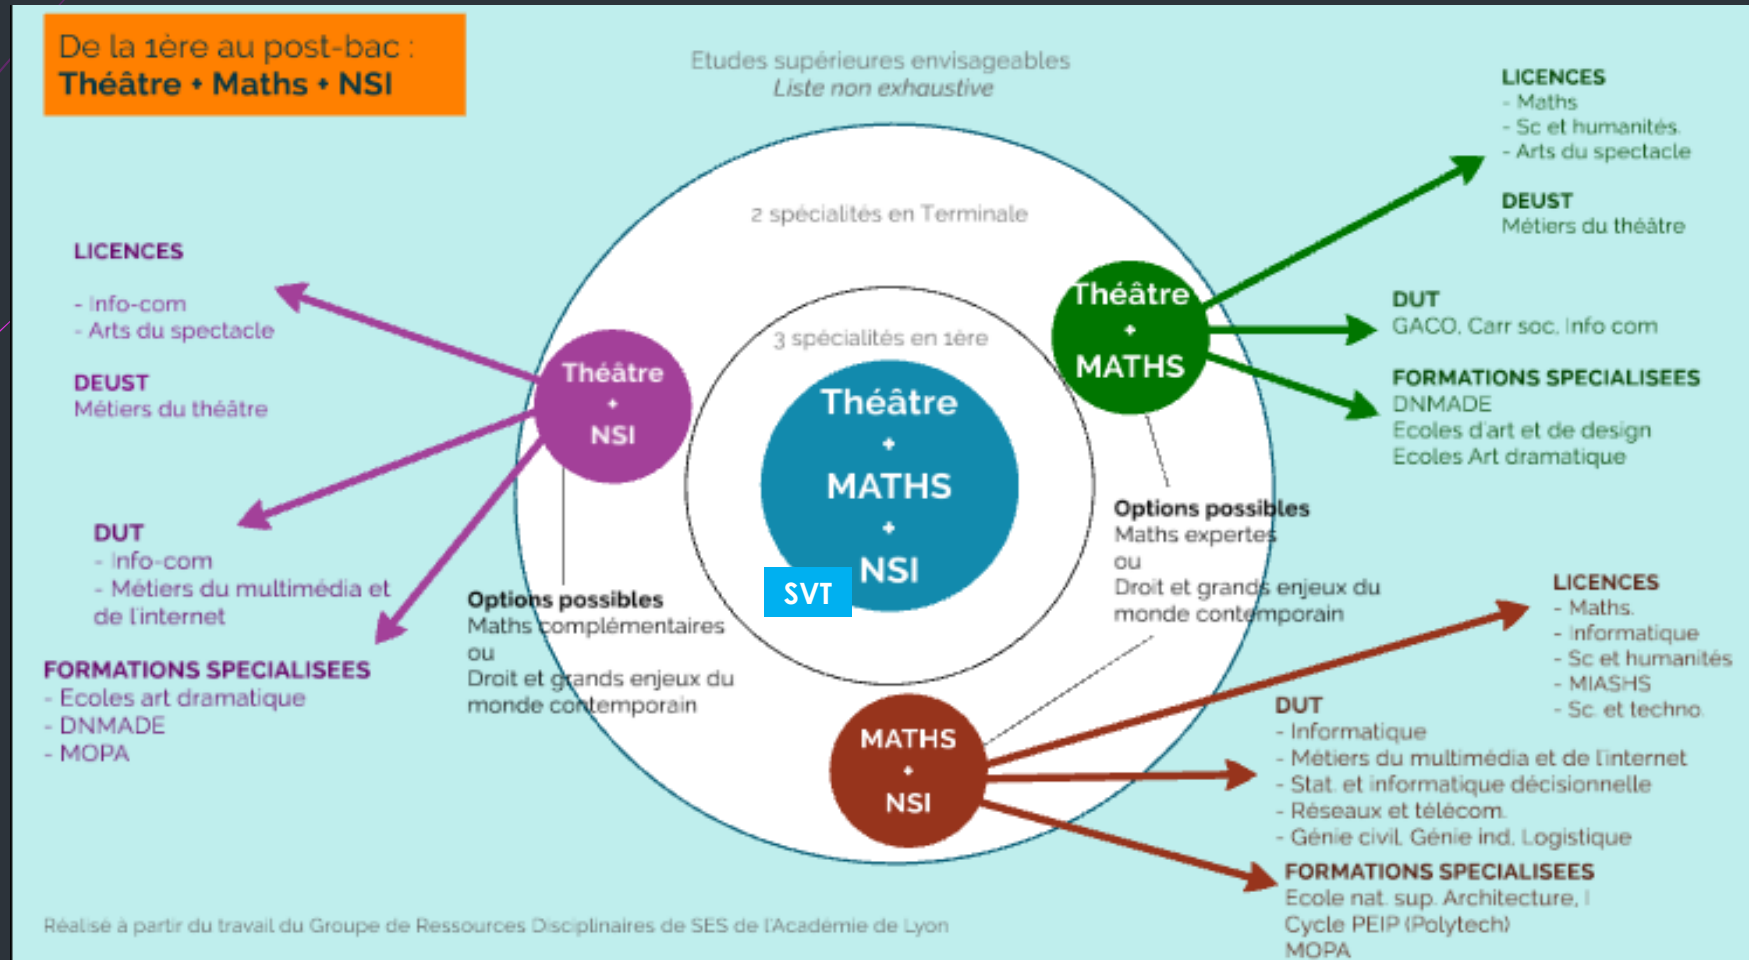 De la 1ère au post-bac :
Théâtre + Maths + NSI
Etudes supérieures envisageables
Liste non exhaustive
2 spécialités en Terminale
3 spécialités en 1ère
Théâtre
+
MATHS
+
NSI
SVT
Théâtre
+
NSI
LICENCES
- Info-com
- Arts du spectacle
DEUST
Métiers du théâtre
DUT
- Info-com
- Métiers du multimédia et
de l'internet
FORMATIONS SPECIALISEES
- Ecoles art dramatique
- DNMADE
- MOPA
Options possibles
Maths complémentaires
ou
Droit et grands enjeux du
monde contemporain
Théâtre
+
MATHS
LICENCES
- Maths
- Sc et humanités.
- Arts du spectacle
DEUST
Métiers du théâtre
DUT
GACO, Carr soc, Info com
FORMATIONS SPECIALISEES
DNMADE
Ecoles d'art et de design
Ecoles Art dramatique
Options possibles
Maths expertes
ou
Droit et grands enjeux du
monde contemporain
MATHS
+
NSI
LICENCES
- Maths.
- Informatique
- Sc et humanités
- MIASHS
- Sc. et techno.
DUT
- Informatique
- Métiers du multimédia et de l'internet
- Stat. et informatique décisionnelle
- Réseaux et télécom.
- Génie civil, Génie ind, Logistique
FORMATIONS SPECIALISEES
Ecole nat. sup. Architecture, I
Cycle PEIP (Polytech)
MOPA
Réalisé à partir du travail du Groupe de Ressources Disciplinaires de SES de l'Académie de Lyon